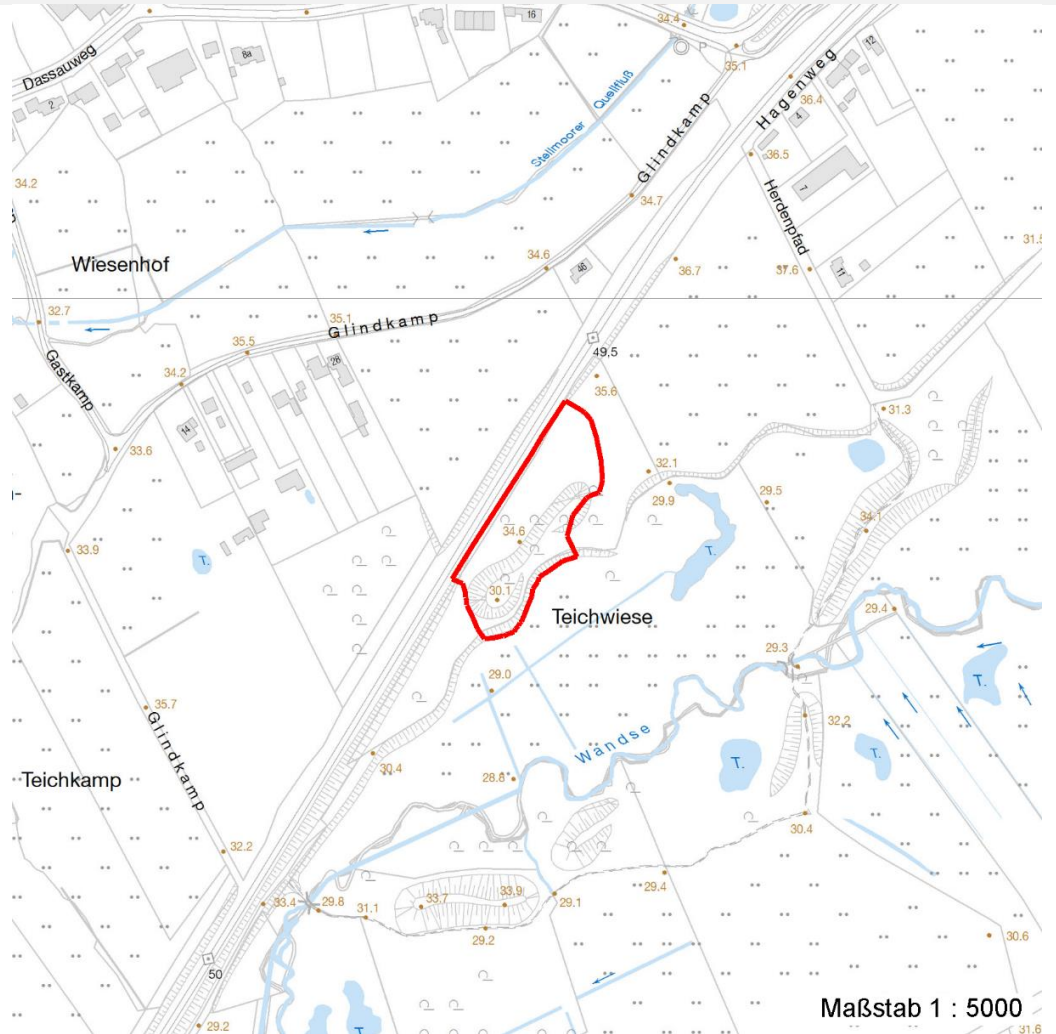 34.4
16
P
12
35.1
Dassauweg
8a
Hagenweg
36.4
2
Quellfluß
Stellmoorer
4
36.5
Glindkamp
34.2
7
Herdenpfad
34.7
31.5
Wiesenhof
34.6
46
36.7
37.6
11
32.7
35.1
Glindkamp
35.5
49,5
28
Gastkamp
34.2
35.6
31.3
14
33.6
32.1
29.9
29.5
34.6
34.1
33.9
T.
T.
30.1
29.4
Teichwiese
29.3
T.
29.0
35.7
32.2
Glindkamp
Wandse
30.4
T.
T.
Teichkamp
28.8
30.4
32.2
29.4
33.4
29.8
33.7
33.9
29.1
31.1
29.2
30.6
50
Maßstab 1 : 5000
29.2
T.
31.6